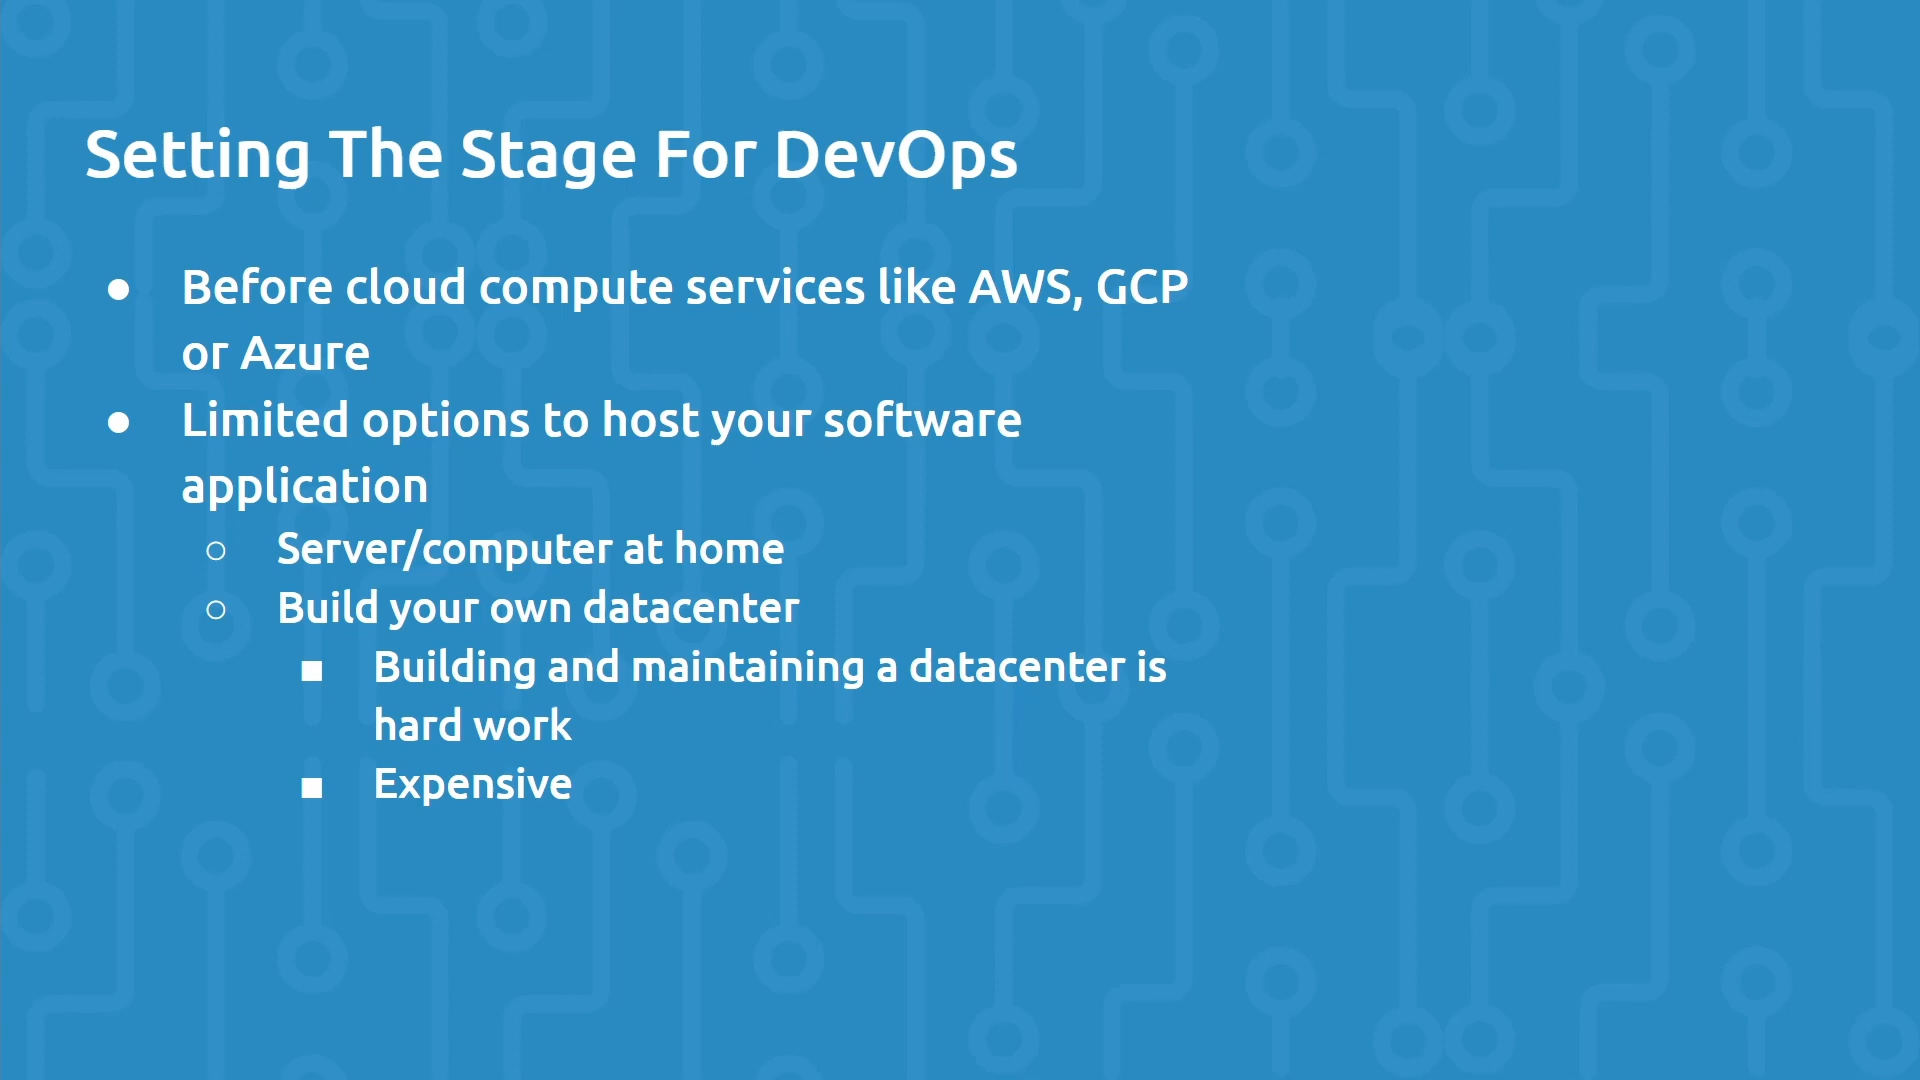 Setting The Stage For DevOps
● Before cloud compute services like AWS, GCP
or Azure
● Limited options to host your software
application
○ Server/computer at home
○ Build your own datacenter
■ Building and maintaining a datacenter is
hard work
■ Expensive